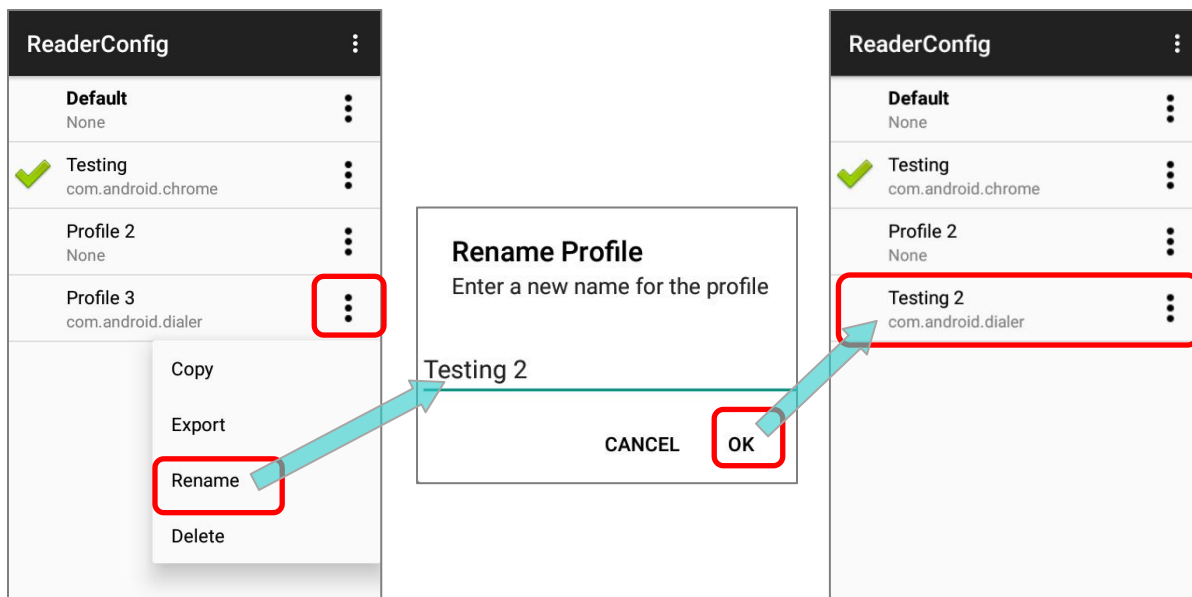 ReaderConfig
Default
None
Testing
com.android.chrome
Profile 2
None
Profile 3
com.android.dialer
Copy
Export
Rename
Delete
Rename Profile
Enter a new name for the profile
Testing 2
CANCEL OK
ReaderConfig
Default
None
Testing
com.android.chrome
Profile 2
None
Testing 2
com.android.dialer